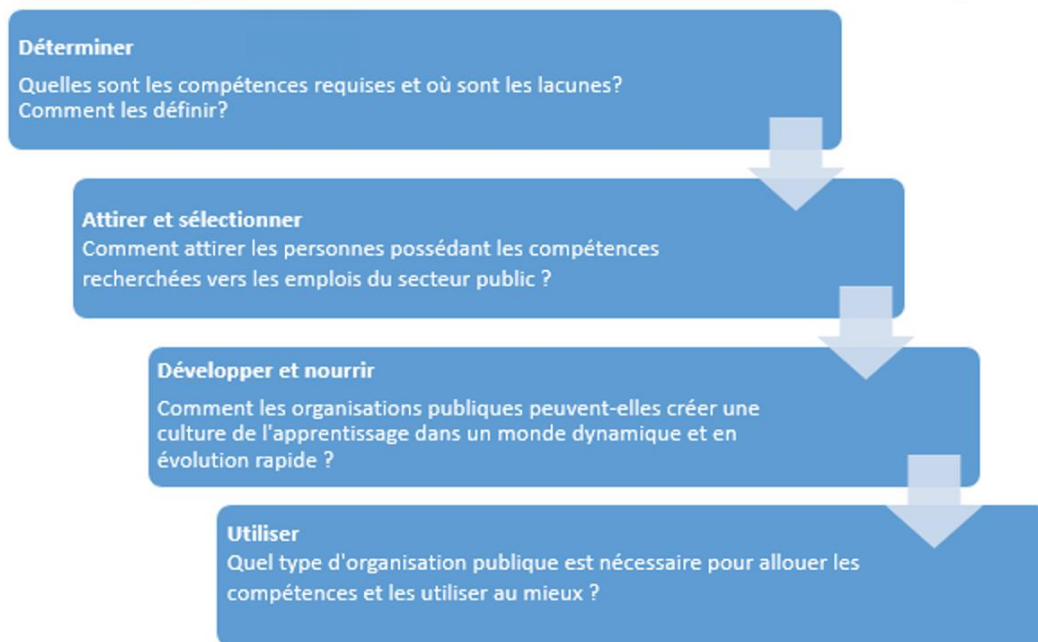 Déterminer
Quelles sont les compétences requises et où sont les lacunes?
Comment les définir?
Attirer et sélectionner
Comment attirer les personnes possédant les compétences
recherchées vers les emplois du secteur public ?
Développer et nourrir
Comment les organisations publiques peuvent-elles créer une
culture de l'apprentissage dans un monde dynamique et en
évolution rapide ?
Utiliser
Quel type d'organisation publique est nécessaire pour allouer les
compétences et les utiliser au mieux ?